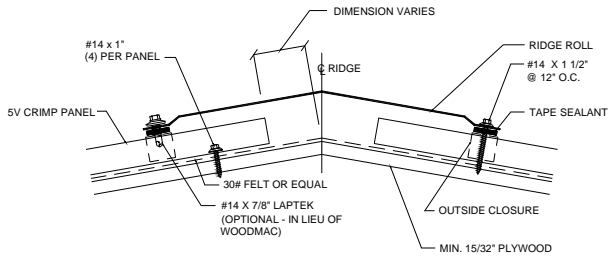 DIMENSION VARIES
#14 x 1"
(4) PER PANEL
℄ RIDGE
RIDGE ROLL
#14 X 1 1/2"
@ 12" O.C.
5V CRIMP PANEL
TAPE SEALANT
30# FELT OR EQUAL
#14 X 7/8" LAPTEK
(OPTIONAL - IN LIEU OF
WOODMAC)
OUTSIDE CLOSURE
MIN. 15/32" PLYWOOD